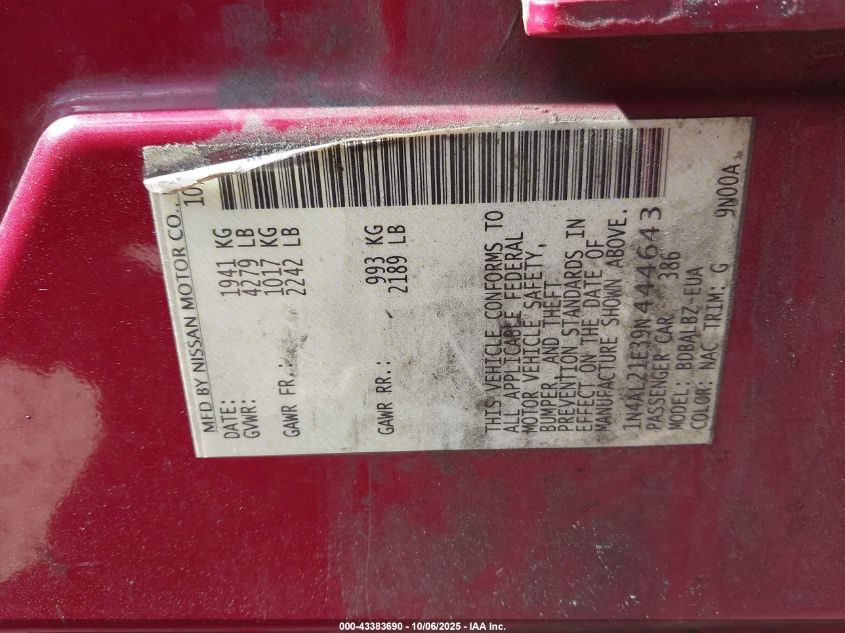 MFD BY NISSAN MOTOR CO.,
10
DATE:
GVWR: 1941 KG
4279 LB
GAWR FR.: 1017 KG
2242 LB
GAWR RR.: 993 KG
2189 LB
THIS VEHICLE CONFORMS TO
ALL APPLICABLE FEDERAL
MOTOR VEHICLE SAFETY,
BUMPER, AND THEFT
PREVENTION STANDARDS IN
EFFECT ON THE DATE OF
MANUFACTURE SHOWN ABOVE.
1N4AL21E39N444643
PASSENGER CAR 386
MODEL: BDBALBZ-EUA
COLOR: NAC TRIM: G 9N00A
000-43383690 - 10/06/2025 - IAA Inc.